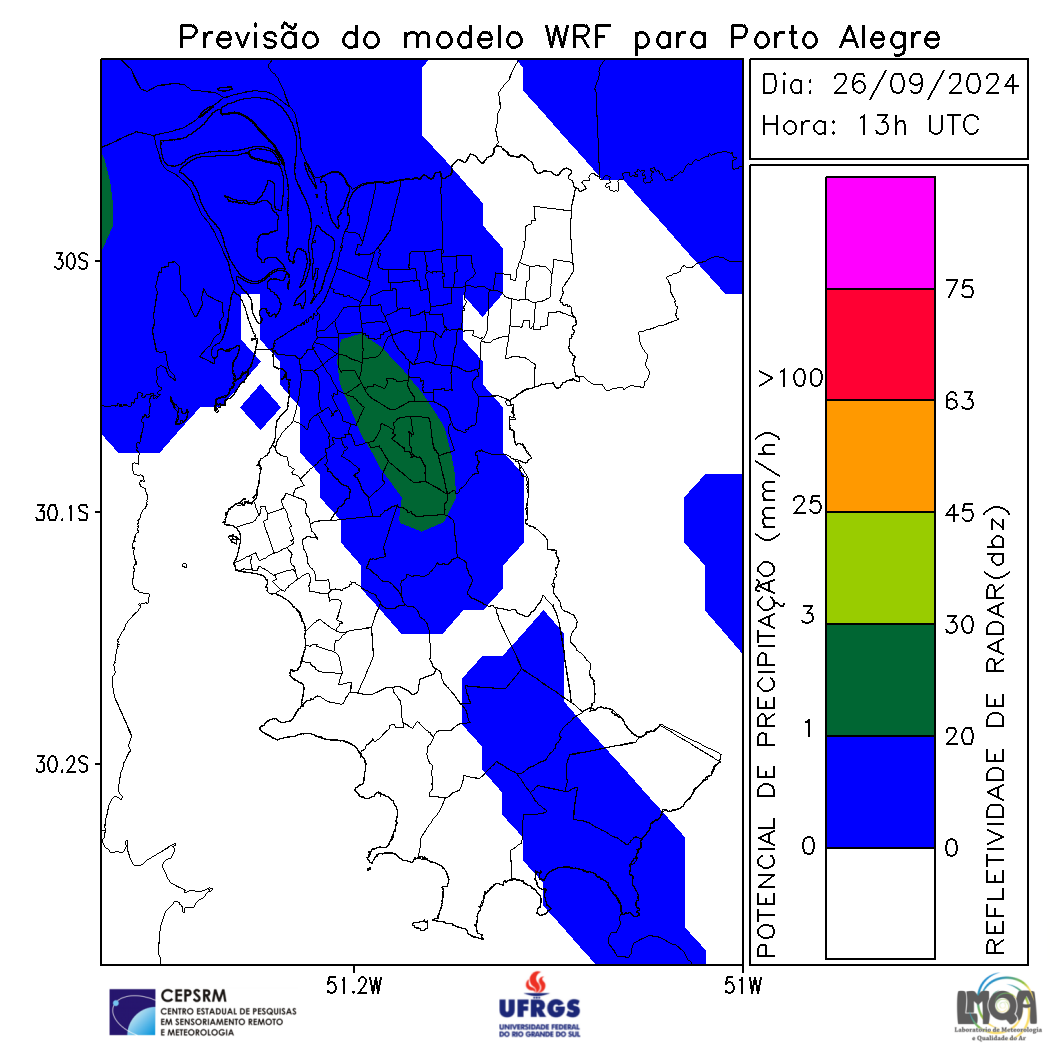 Previsão do modelo WRF para Porto Alegre
Dia: 26/09/2024
Hora: 13h UTC
30S
30.1S
30.2S
51.2W
51W
POTENCIAL DE PRECIPITAÇÃO (mm/h)
>100
25
3
1
0
75
63
45
30
20
0
REFLETIVIDADE DE RADAR(dbz)
CEPSRM
CENTRO ESTADUAL DE PESQUISAS
EM SENSORIAMENTO REMOTO
E METEOROLOGIA
UFRGS
UNIVERSIDADE FEDERAL
DO RIO GRANDE DO SUL
LMQA
Laboratório de Meteorologia
e Qualidade do Ar